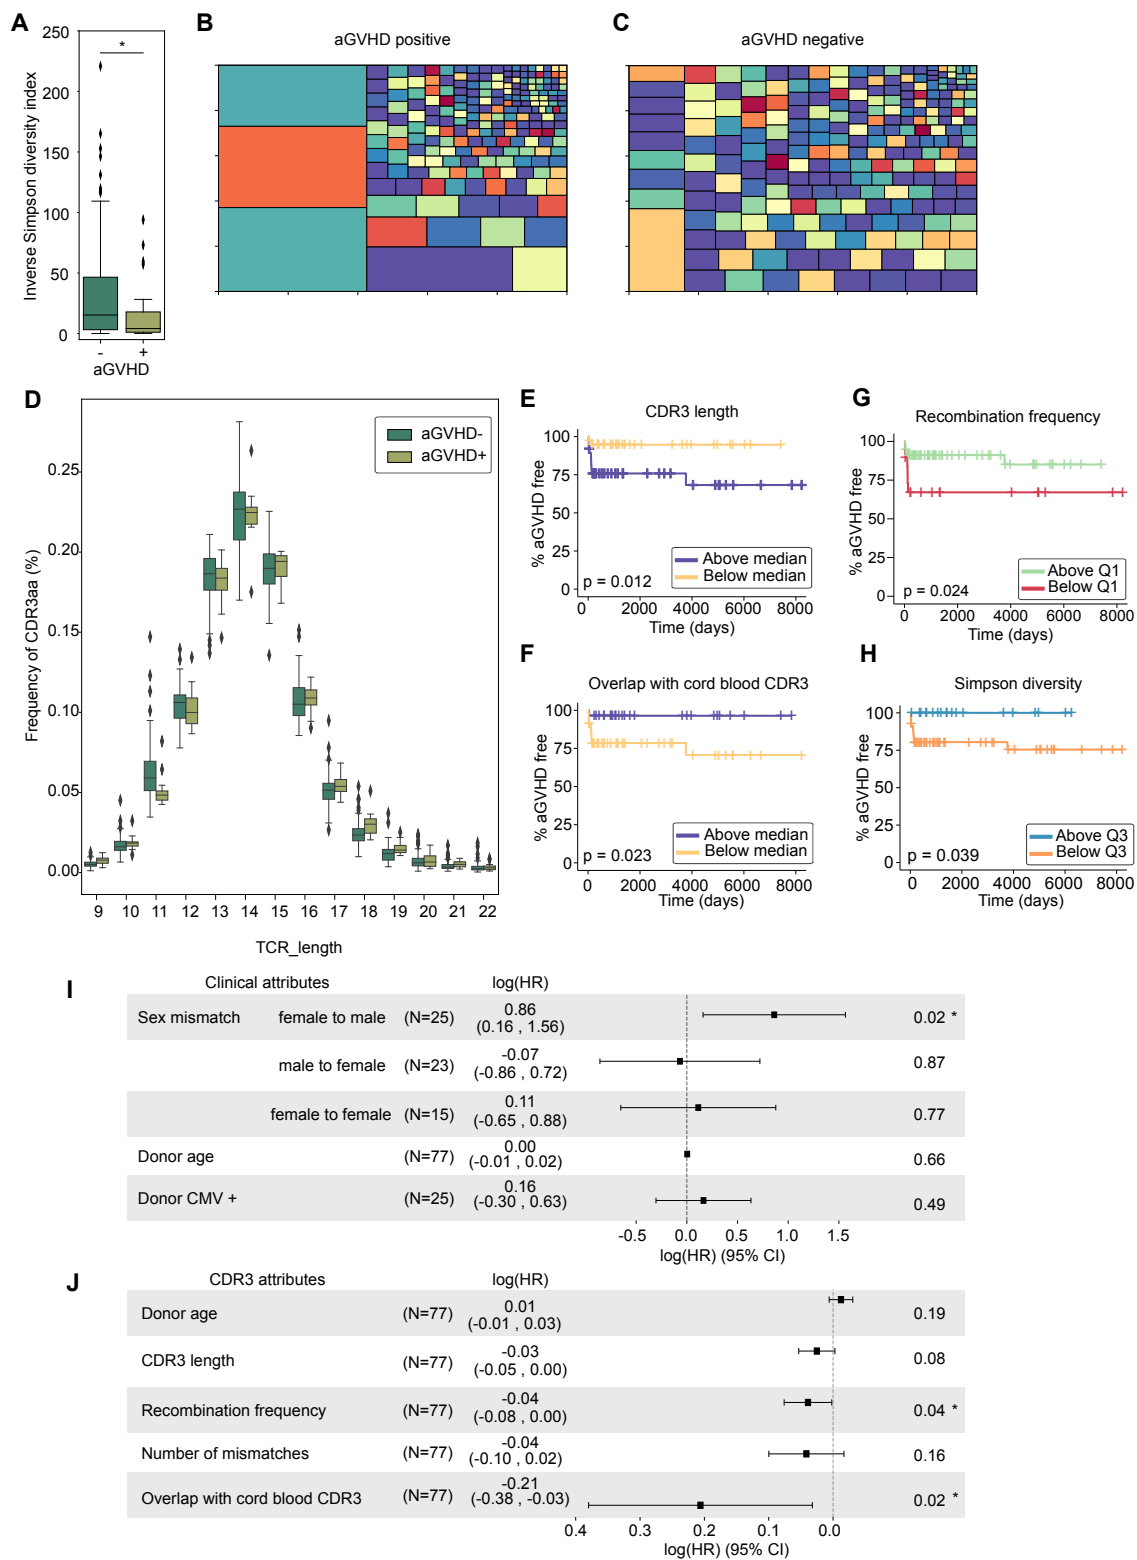 A
B
C
aGVHD positive
aGVHD negative
Inverse Simpson diversity index
250
200
150
100
50
0
*
- +
aGVHD
D
Frequency of CDR3aa (%)
0.25
0.20
0.15
0.10
0.05
0.00
aGVHD-
aGVHD+
9 10 11 12 13 14 15 16 17 18 19 20 21 22
TCR_length
E
CDR3 length
% aGVHD free
100
75
50
25
0
Above median
Below median
p = 0.012
0 2000 4000 6000 8000
Time (days)
G
Recombination frequency
% aGVHD free
100
75
50
25
0
Above Q1
Below Q1
p = 0.024
0 2000 4000 6000 8000
Time (days)
F
Overlap with cord blood CDR3
% aGVHD free
100
75
50
25
0
Above median
Below median
p = 0.023
0 2000 4000 6000 8000
Time (days)
H
Simpson diversity
% aGVHD free
100
75
50
25
0
Above Q3
Below Q3
p = 0.039
0 2000 4000 6000 8000
Time (days)
I
Clinical attributes log(HR)
Sex mismatch female to male (N=25) 0.86 (0.16 , 1.56) 0.02 *
male to female (N=23) -0.07 (-0.86 , 0.72) 0.87
female to female (N=15) 0.11 (-0.65 , 0.88) 0.77
Donor age (N=77) 0.00 (-0.01 , 0.02) 0.66
Donor CMV + (N=25) 0.16 (-0.30 , 0.63) 0.49
-0.5 0.0 0.5 1.0 1.5
log(HR) (95% CI)
J
CDR3 attributes log(HR)
Donor age (N=77) 0.01 (-0.01 , 0.03) 0.19
CDR3 length (N=77) -0.03 (-0.05 , 0.00) 0.08
Recombination frequency (N=77) -0.04 (-0.08 , 0.00) 0.04 *
Number of mismatches (N=77) -0.04 (-0.10 , 0.02) 0.16
Overlap with cord blood CDR3 (N=77) -0.21 (-0.38 , -0.03) 0.02 *
0.4 0.3 0.2 0.1 0.0
log(HR) (95% CI)